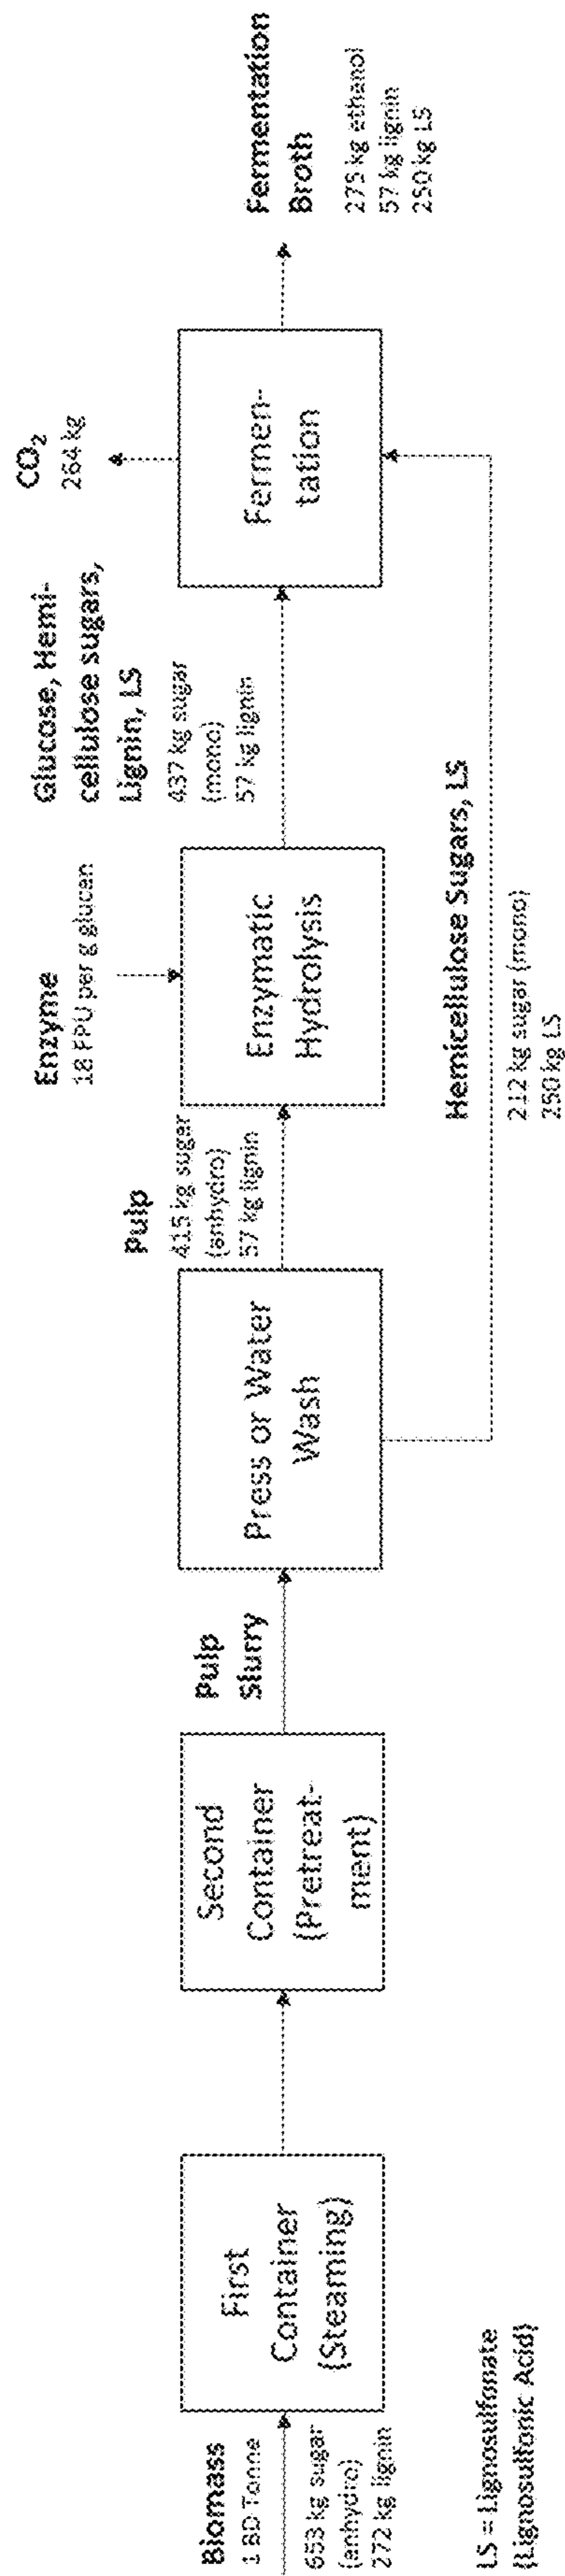 Biomass
1 BD Tonne
653 kg sugar
(anhydro)
272 kg lignin
First
Container
(Steaming)
Second
Container
(Pretreat-
ment)
Pulp
Slurry
Press or Water
Wash
Pulp
415 kg sugar
(anhydro)
57 kg lignin
Enzyme
18 FPU per g glucan
Enzymatic
Hydrolysis
Glucose, Hemi-
cellulose sugars,
Lignin, LS
437 kg sugar
(mono)
57 kg lignin
Hemicellulose Sugars, LS
212 kg sugar (mono)
250 kg LS
CO₂
264 kg
Fermen-
tation
Fermentation
Broth
275 kg ethanol
57 kg lignin
250 kg LS
LS = Lignosulfonate
(Lignosulfonic Acid)